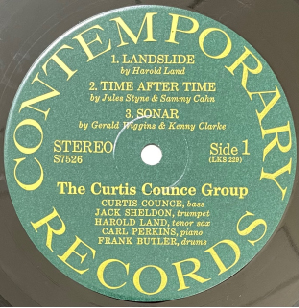 CONTEMPORARY
1. LANDSLIDE
by Harold Land
2. TIME AFTER TIME
by Jules Styne & Sammy Cahn
3. SONAR
by Gerald Wiggins & Kenny Clarke
STEREO
S7526
Side 1
(LKS 229)
The Curtis Counce Group
CURTIS COUNCE, bass
JACK SHELDON, trumpet
HAROLD LAND, tenor sax
CARL PERKINS, piano
FRANK BUTLER, drums
RECORDS